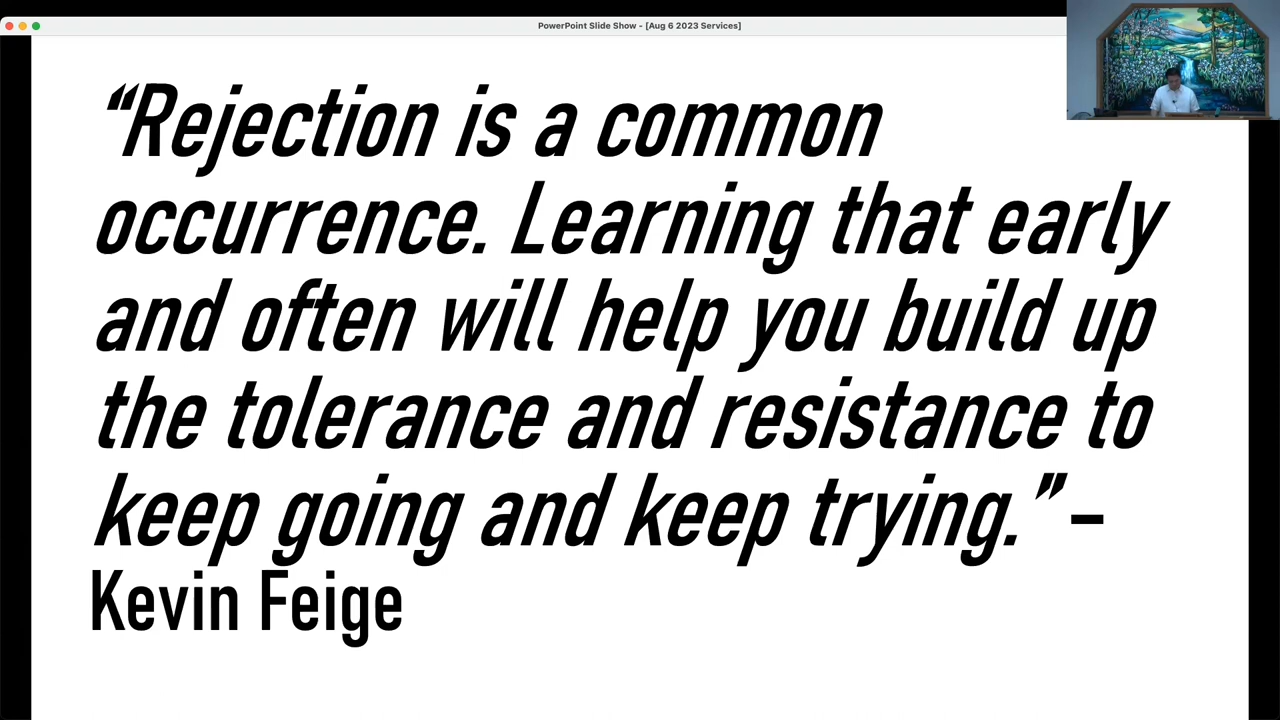 PowerPoint Slide Show - [Aug 6 2023 Services]
“Rejection is a common
occurrence. Learning that early
and often will help you build up
the tolerance and resistance to
keep going and keep trying.” –
Kevin Feige